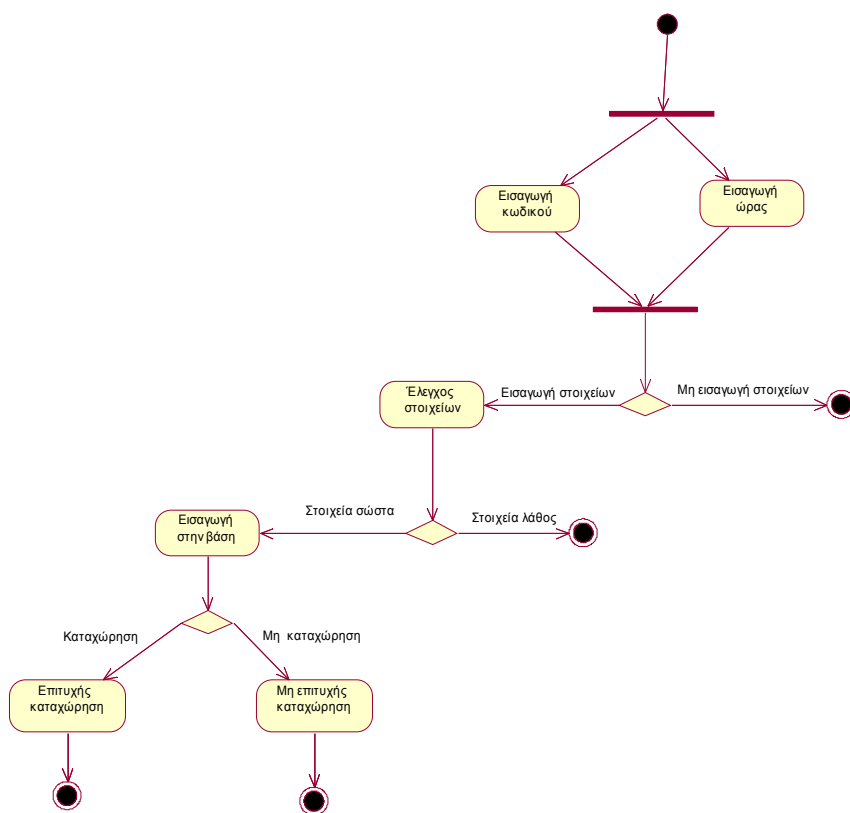 Εισαγωγή
κωδικού
Εισαγωγή
ώρας
Έλεγχος
στοιχείων
Εισαγωγή στοιχείων
Μη εισαγωγή στοιχείων
Εισαγωγή
στην βάση
Στοιχεία σώστα
Στοιχεία λάθος
Καταχώρηση
Μη καταχώρηση
Επιτυχής
καταχώρηση
Μη επιτυχής
καταχώρηση